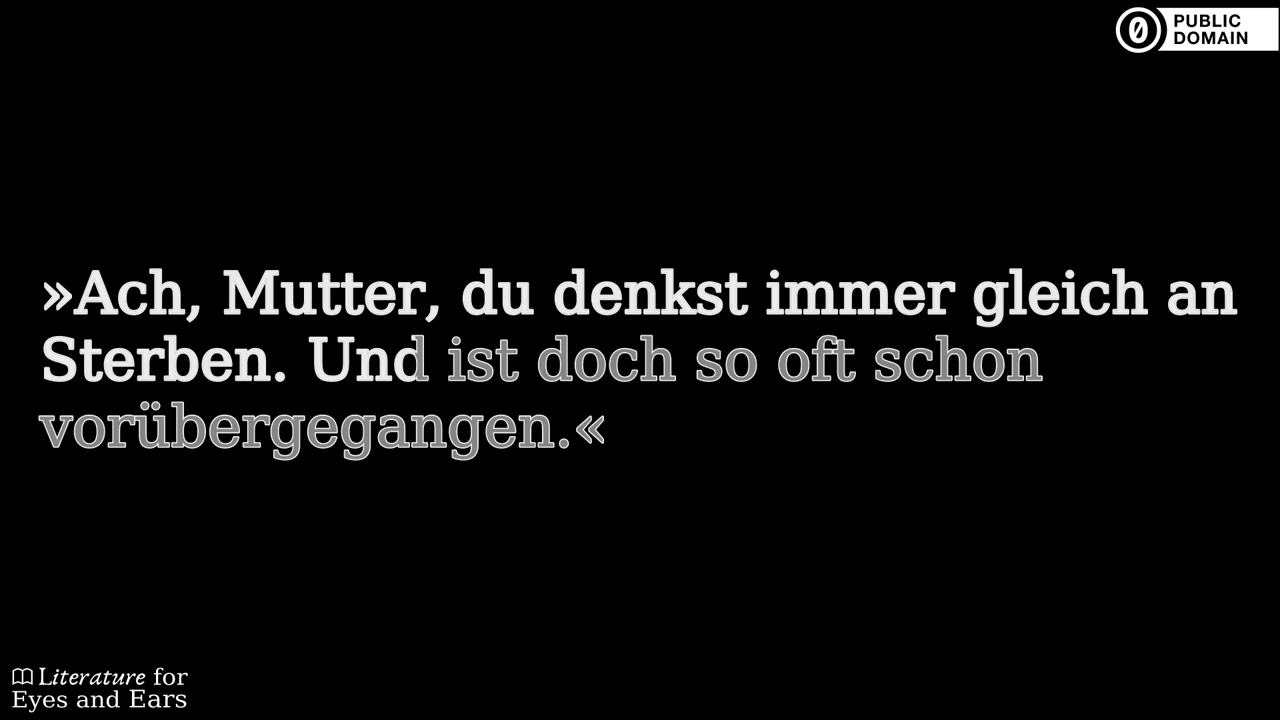 PUBLIC
DOMAIN
»Ach, Mutter, du denkst immer gleich an
Sterben. Und ist doch so oft schon
vorübergegangen.«
Literature for
Eyes and Ears